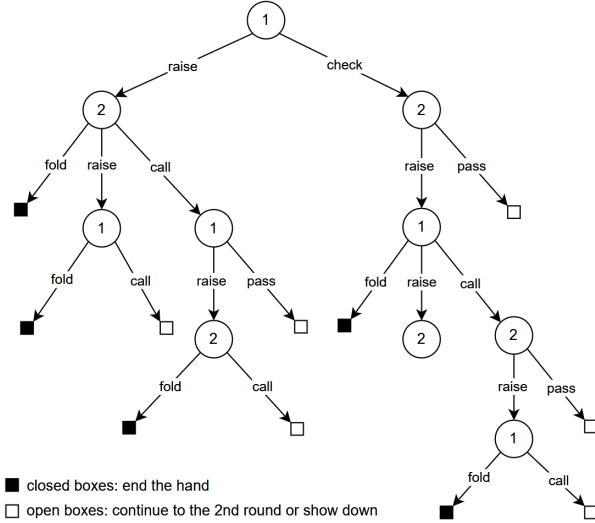 1
raise
check
2
2
fold
raise
call
raise
pass
1
1
1
fold
call
raise
pass
fold
raise
call
2
2
2
fold
call
raise
pass
1
fold
call
closed boxes: end the hand
open boxes: continue to the 2nd round or show down